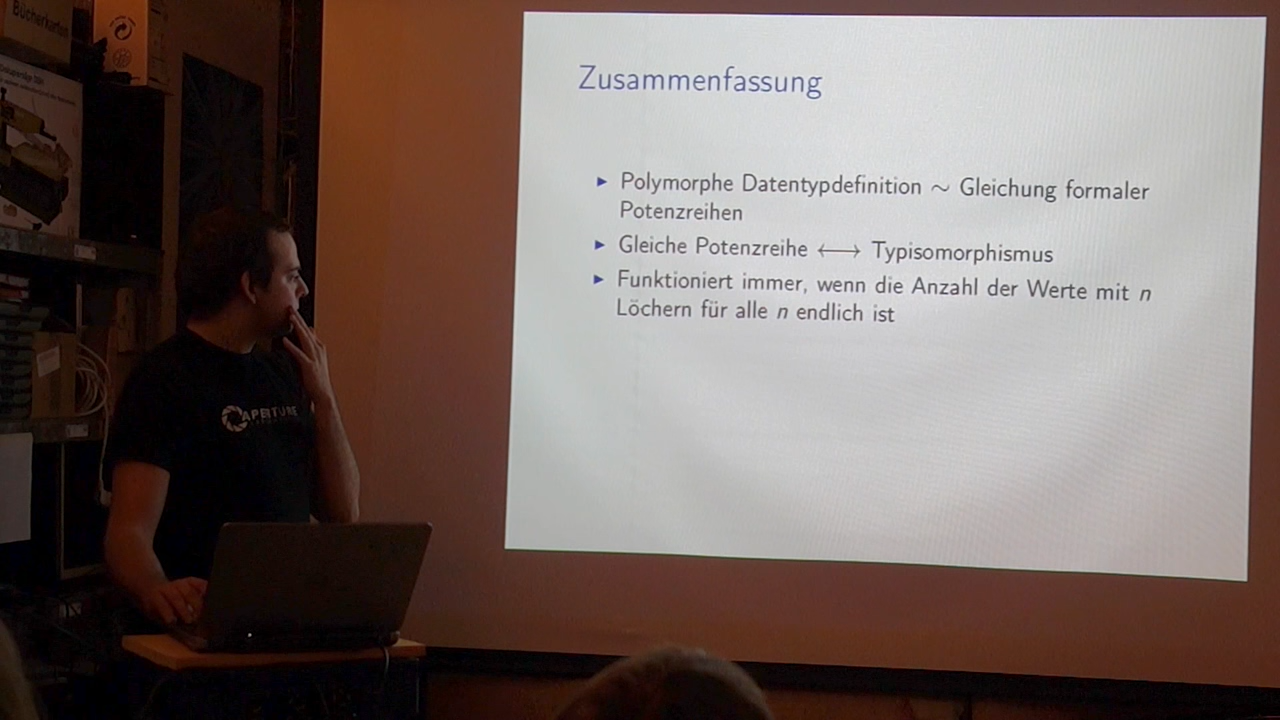 Bücherkarton
Zusammenfassung
▶ Polymorphe Datentypdefinition ∼ Gleichung formaler
Potenzreihen
▶ Gleiche Potenzreihe ⟷ Typisomorphismus
▶ Funktioniert immer, wenn die Anzahl der Werte mit n
Löchern für alle n endlich ist
APERTURE